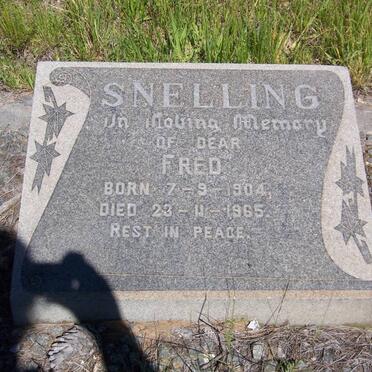 SNELLING
In Loving Memory
OF DEAR
FRED
BORN 7-9-1904.
DIED 23-11-1965.
REST IN PEACE.